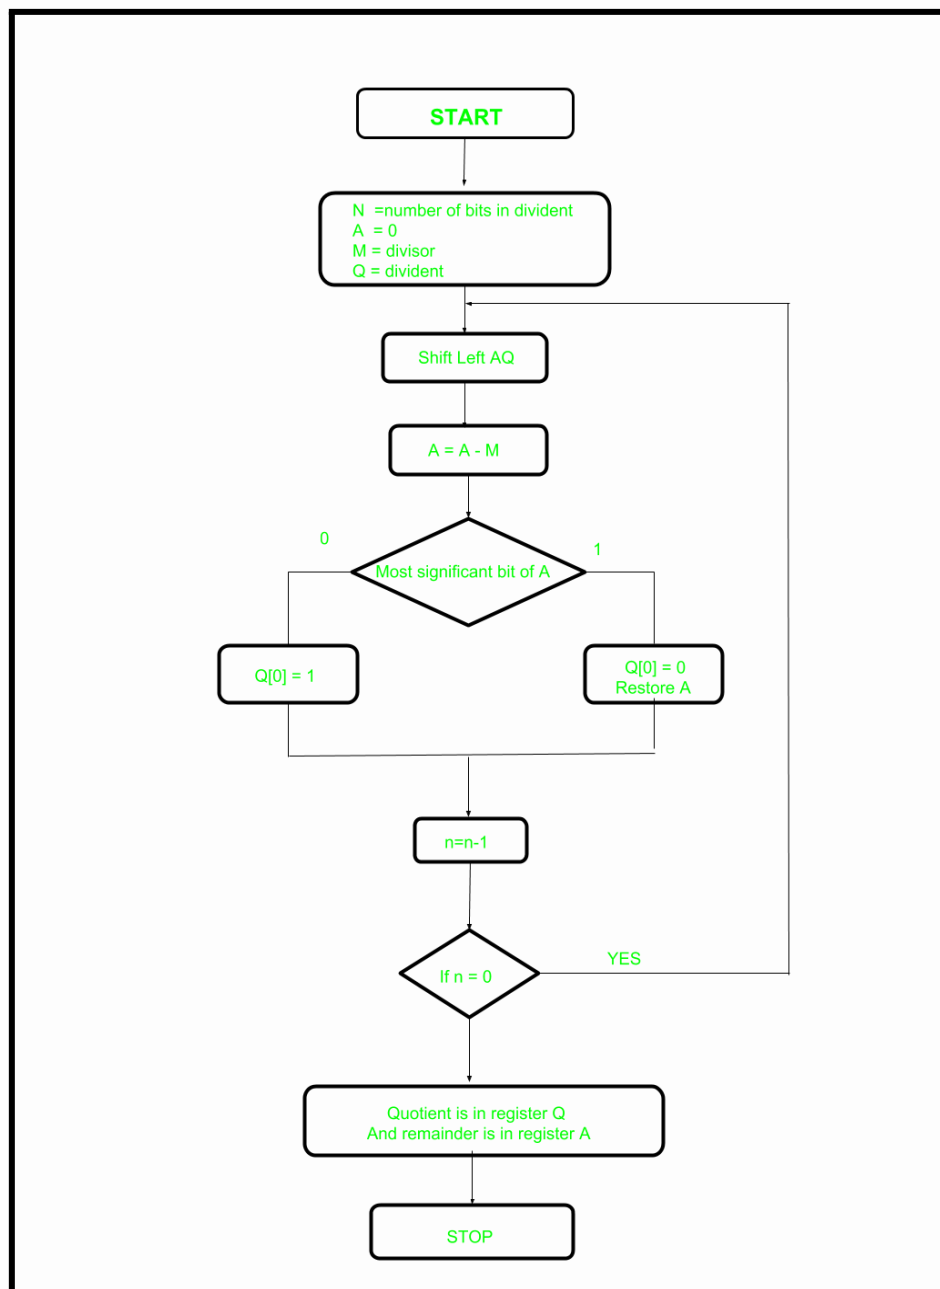 START
N =number of bits in divident
A = 0
M = divisor
Q = divident
Shift Left AQ
A = A - M
0
1
Most significant bit of A
Q[0] = 1
Q[0] = 0
Restore A
n=n-1
If n = 0
YES
Quotient is in register Q
And remainder is in register A
STOP